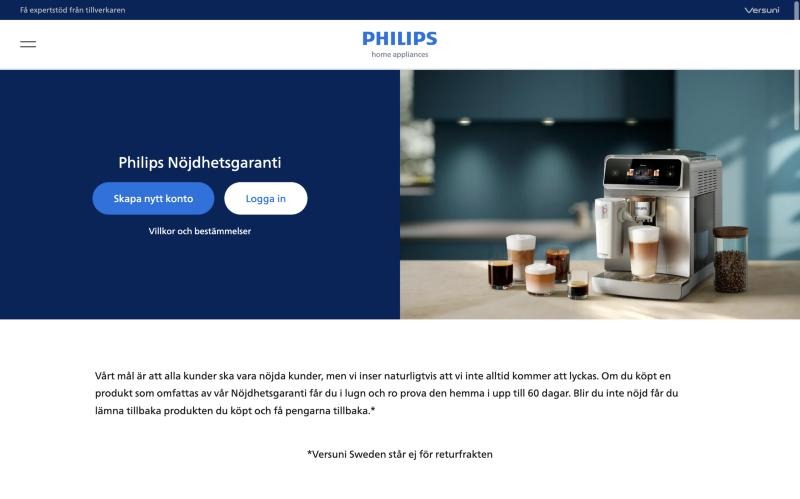 Få expertstöd från tillverkaren
Versuni
PHILIPS
home appliances
Philips Nöjdhetsgaranti
Skapa nytt konto
Logga in
Villkor och bestämmelser
Vårt mål är att alla kunder ska vara nöjda kunder, men vi inser naturligtvis att vi inte alltid kommer att lyckas. Om du köpt en
produkt som omfattas av vår Nöjdhetsgaranti får du i lugn och ro prova den hemma i upp till 60 dagar. Blir du inte nöjd får du
lämna tillbaka produkten du köpt och få pengarna tillbaka.*
*Versuni Sweden står ej för returfrakten